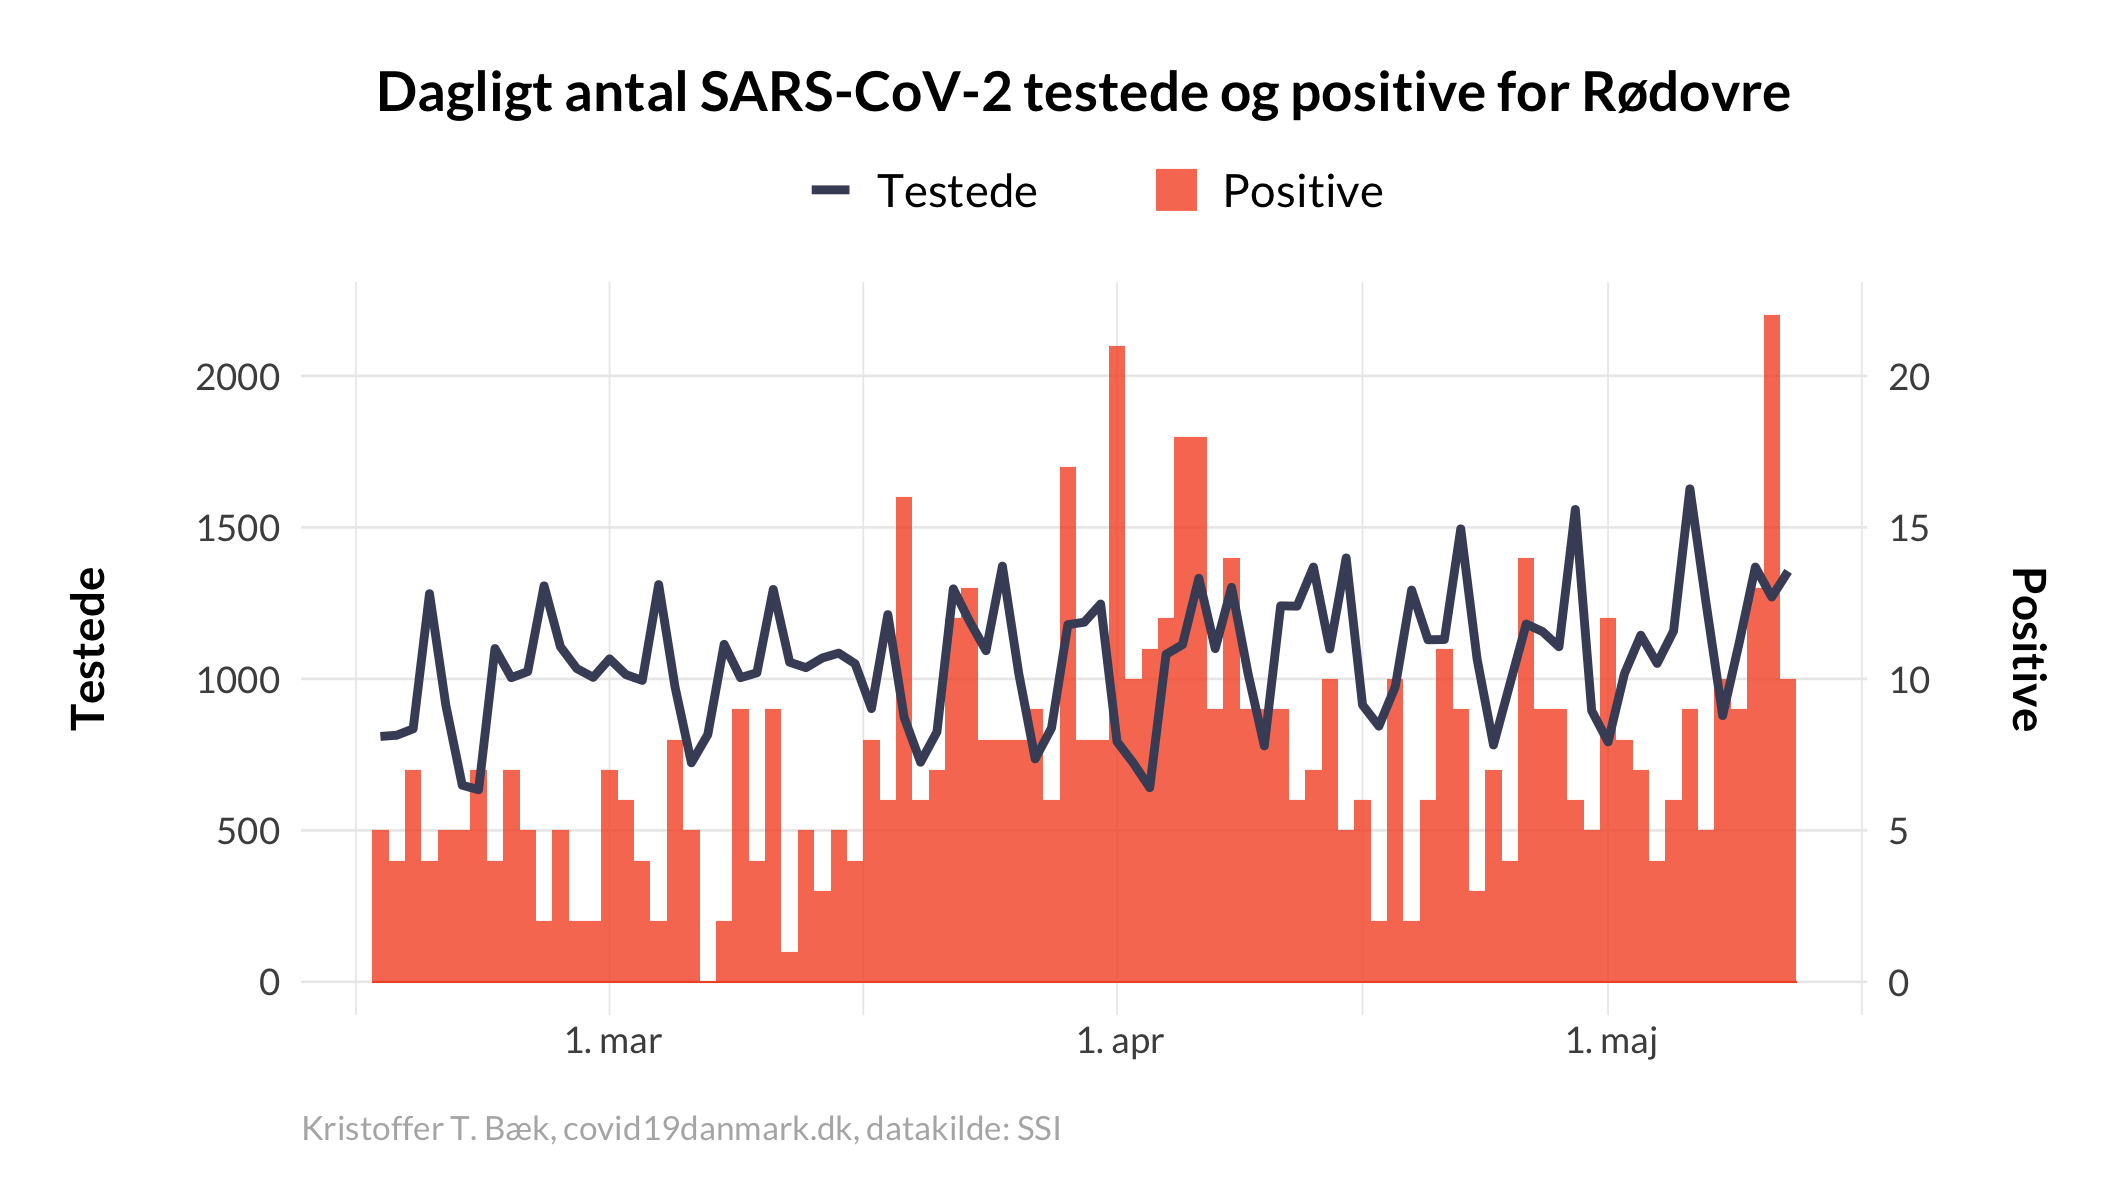 Dagligt antal SARS-CoV-2 testede og positive for Rødovre
Testede Positive
2000 20
1500 15
1000 10
500 5
0 0
Testede
Positive
1. mar 1. apr 1. maj
Kristoffer T. Bæk, covid19danmark.dk, datakilde: SSI